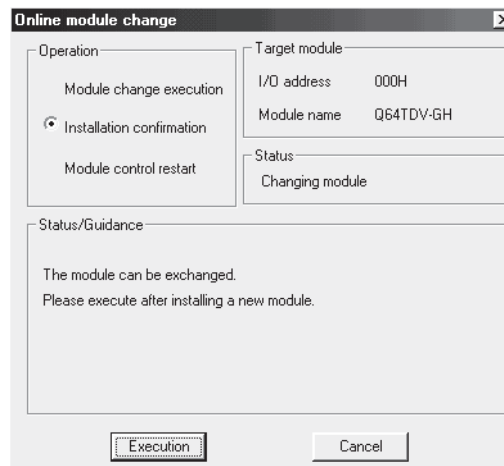 Online module change
Operation
Module change execution
Installation confirmation
Module control restart
Target module
I/O address 000H
Module name Q64TDV-GH
Status
Changing module
Status/Guidance
The module can be exchanged.
Please execute after installing a new module.
Execution Cancel